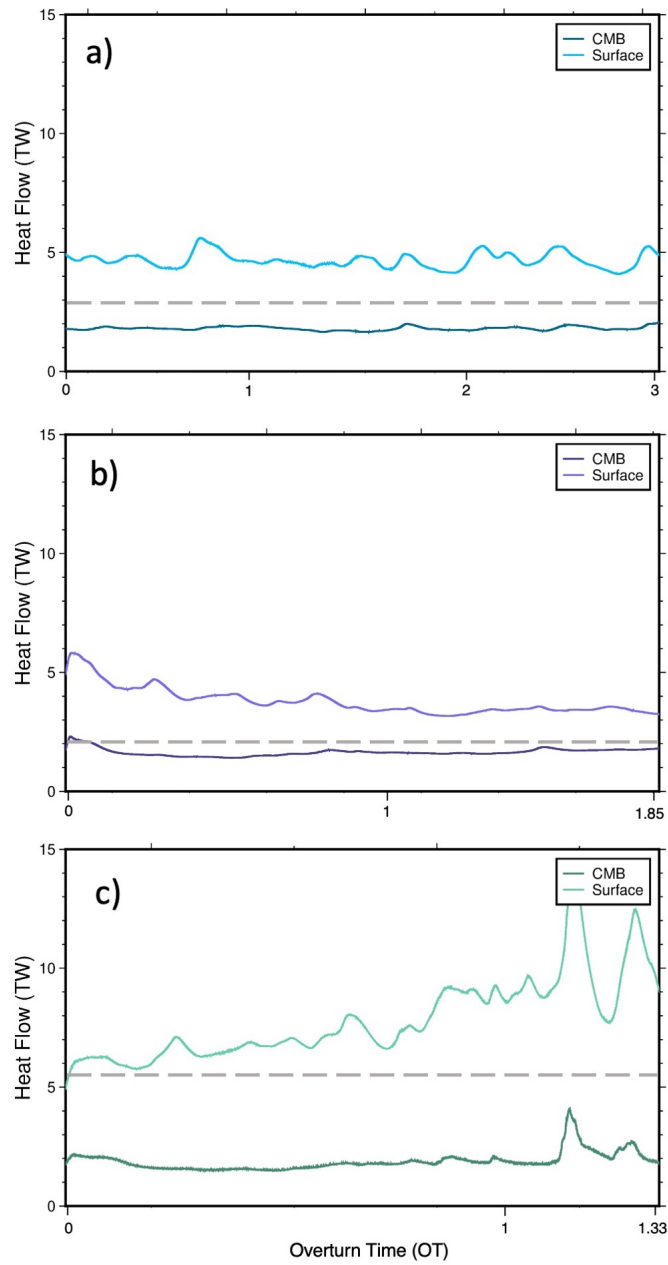 15
a)
CMB
Surface
10
Heat Flow (TW)
5
0
0 1 2 3
15
b)
CMB
Surface
10
Heat Flow (TW)
5
0
0 1 1.85
15
c)
CMB
Surface
10
Heat Flow (TW)
5
0
0 1 1.33
Overturn Time (OT)